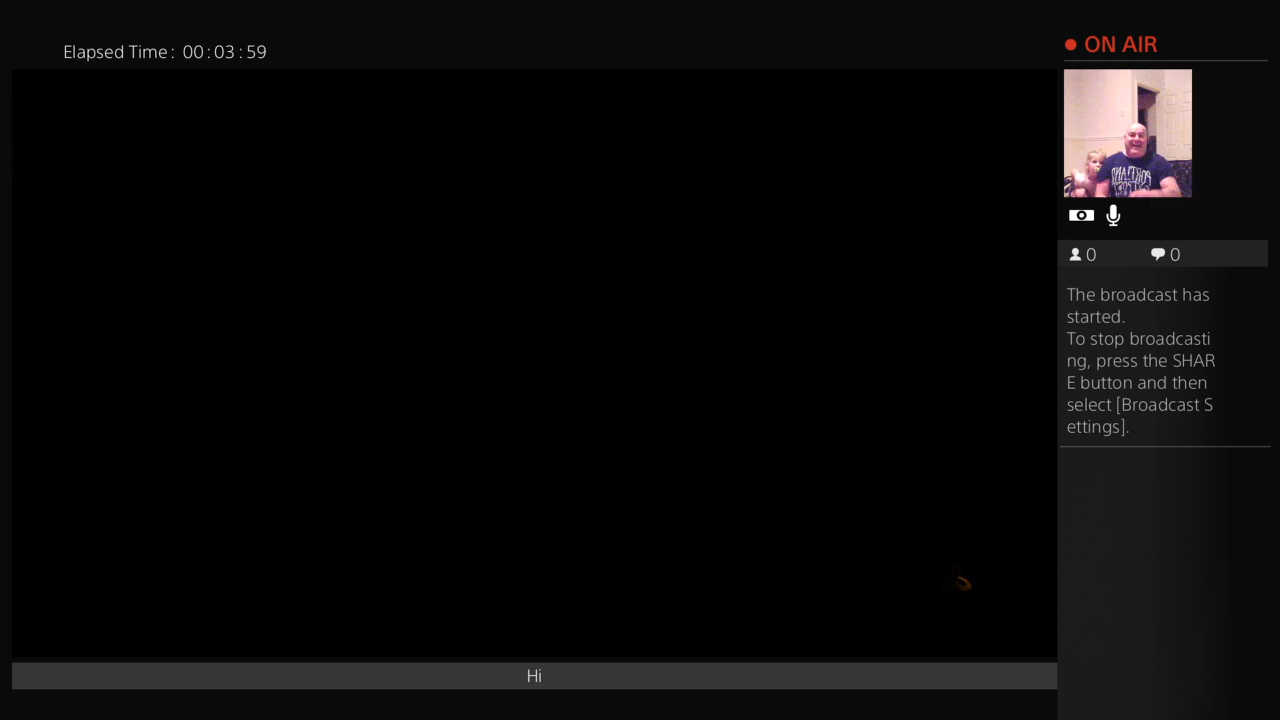 Elapsed Time: 00:03:59
ON AIR
0 0
The broadcast has
started.
To stop broadcasti
ng, press the SHAR
E button and then
select [Broadcast S
ettings].
Hi